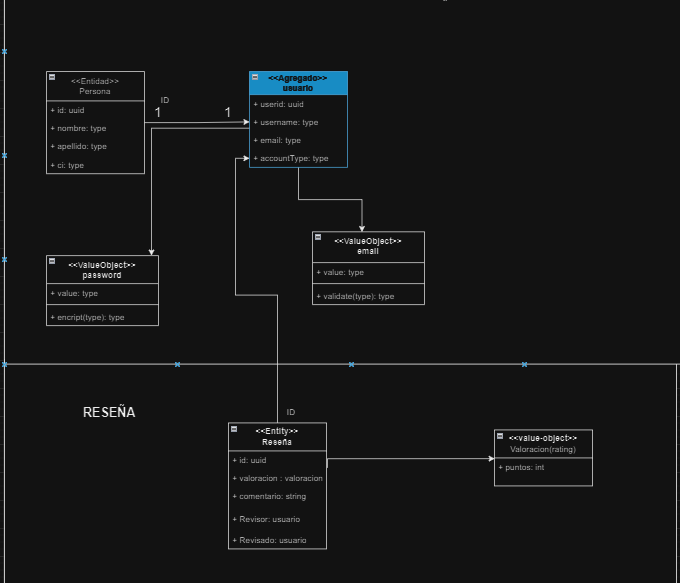 <<Entidad>>
Persona
+ id: uuid
+ nombre: type
+ apellido: type
+ ci: type
ID
1
1
<<Agregado>>
usuario
+ userid: uuid
+ username: type
+ email: type
+ accountType: type
<<ValueObject>>
password
+ value: type
+ encript(type): type
<<ValueObject>>
email
+ value: type
+ validate(type): type
RESEÑA
ID
<<Entity>>
Reseña
+ id: uuid
+ valoracion : valoracion
+ comentario: string
+ Revisor: usuario
+ Revisado: usuario
<<value-object>>
Valoracion(rating)
+ puntos: int